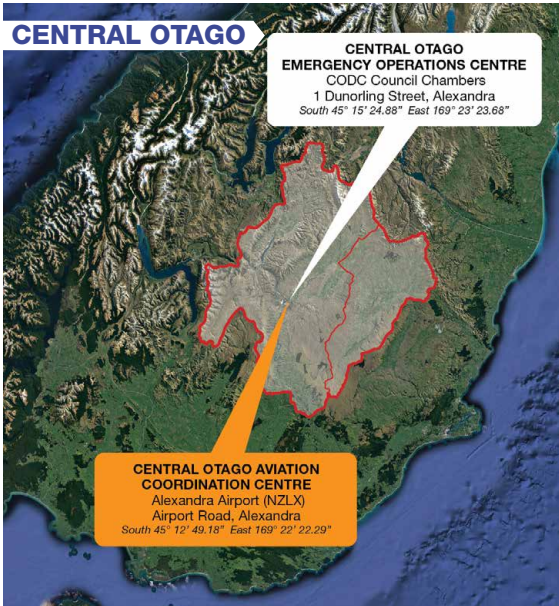 CENTRAL OTAGO
CENTRAL OTAGO
EMERGENCY OPERATIONS CENTRE
CODC Council Chambers
1 Dunorling Street, Alexandra
South 45° 15' 24.88” East 169° 23' 23.68”
CENTRAL OTAGO AVIATION
COORDINATION CENTRE
Alexandra Airport (NZLX)
Airport Road, Alexandra
South 45° 12' 49.18” East 169° 22' 22.29”